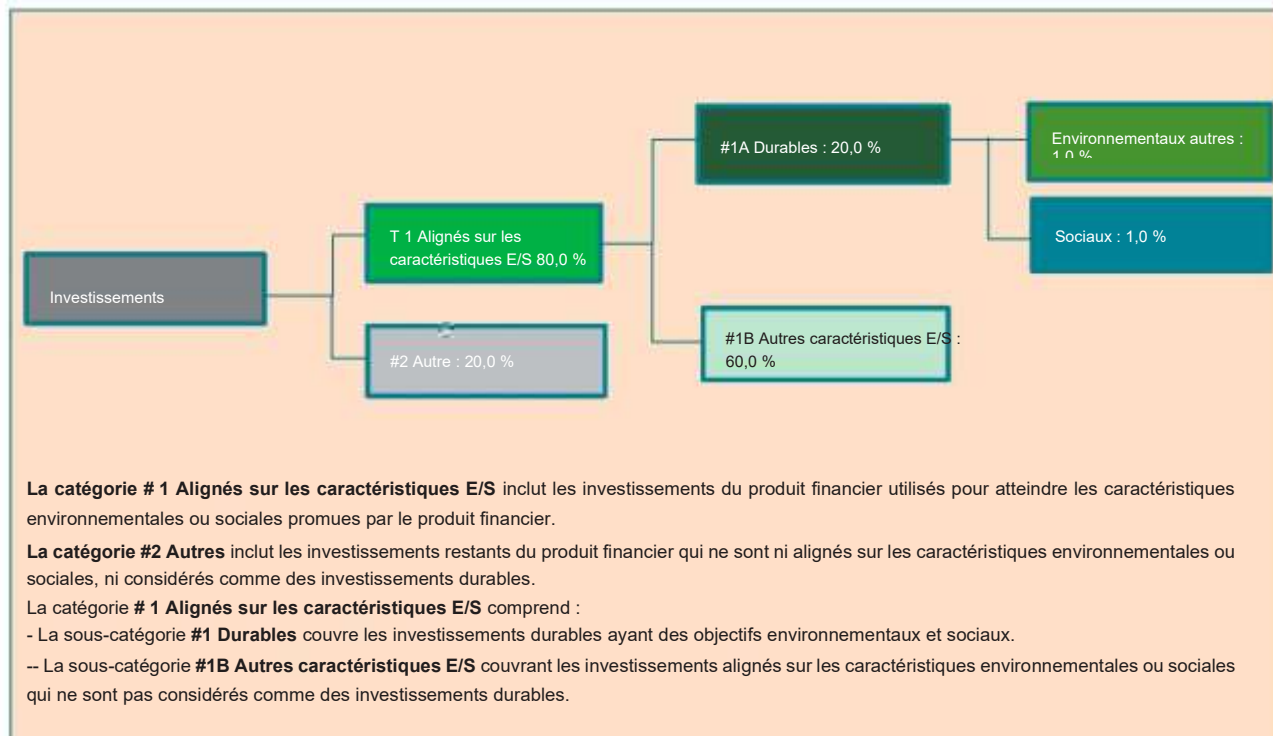 #1A Durables : 20,0 %
Environnementaux autres :
1,0 %
T 1 Alignés sur les
caractéristiques E/S 80,0 %
Sociaux : 1,0 %
Investissements
#2 Autre : 20,0 %
#1B Autres caractéristiques E/S :
60,0 %
La catégorie # 1 Alignés sur les caractéristiques E/S inclut les investissements du produit financier utilisés pour atteindre les caractéristiques
environnementales ou sociales promues par le produit financier.
La catégorie #2 Autres inclut les investissements restants du produit financier qui ne sont ni alignés sur les caractéristiques environnementales ou
sociales, ni considérés comme des investissements durables.
La catégorie # 1 Alignés sur les caractéristiques E/S comprend :
- La sous-catégorie #1 Durables couvre les investissements durables ayant des objectifs environnementaux et sociaux.
-- La sous-catégorie #1B Autres caractéristiques E/S couvrant les investissements alignés sur les caractéristiques environnementales ou sociales
qui ne sont pas considérés comme des investissements durables.